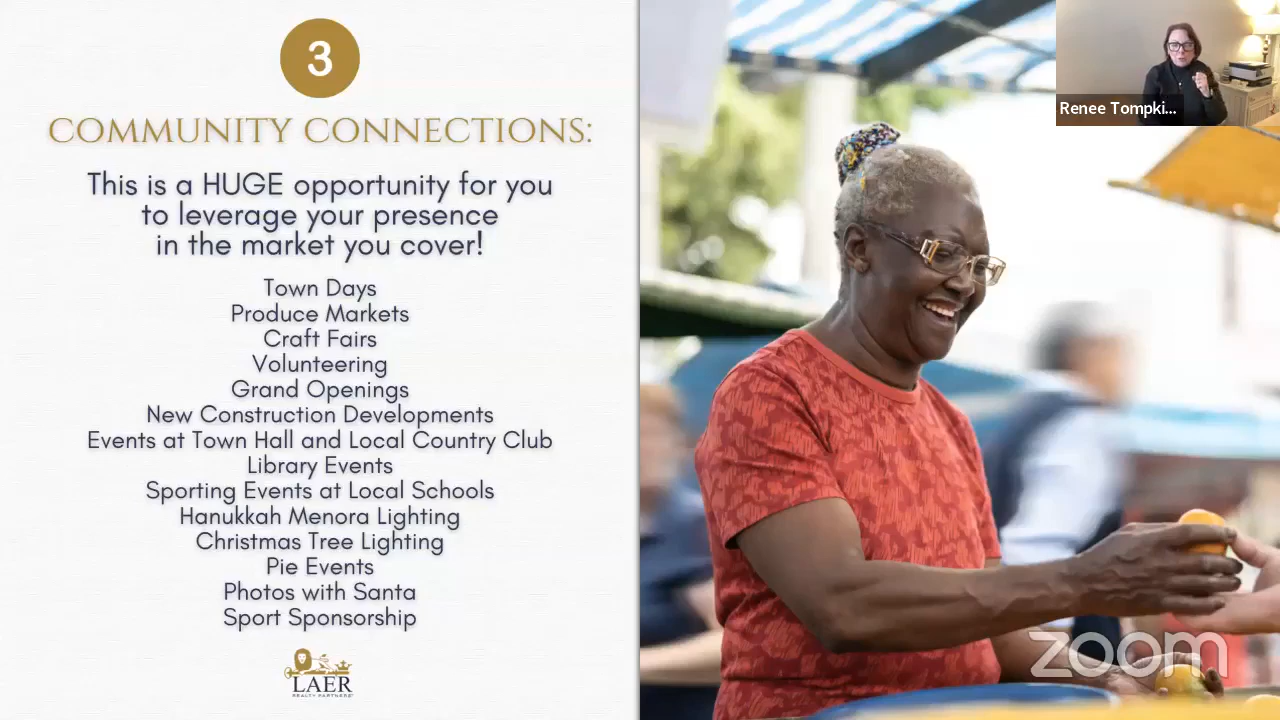 3
COMMUNITY CONNECTIONS:
This is a HUGE opportunity for you
to leverage your presence
in the market you cover!
Town Days
Produce Markets
Craft Fairs
Volunteering
Grand Openings
New Construction Developments
Events at Town Hall and Local Country Club
Library Events
Sporting Events at Local Schools
Hanukkah Menora Lighting
Christmas Tree Lighting
Pie Events
Photos with Santa
Sport Sponsorship
LAER
REALTY PARTNERS
Renee Tompki...
zoom